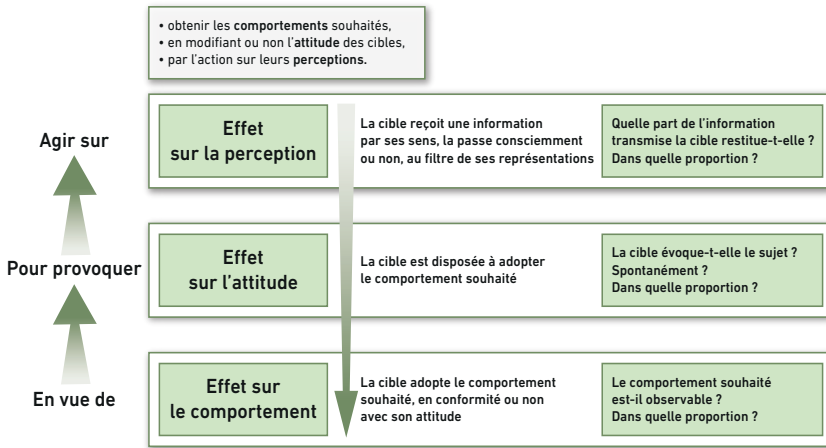 • obtenir les comportements souhaités,
• en modifiant ou non l'attitude des cibles,
• par l'action sur leurs perceptions.
Agir sur
Effet
sur la perception
La cible reçoit une information
par ses sens, la passe consciemment
ou non, au filtre de ses représentations
Quelle part de l'information
transmise la cible restitue-t-elle ?
Dans quelle proportion ?
Pour provoquer
Effet
sur l'attitude
La cible est disposée à adopter
le comportement souhaité
La cible évoque-t-elle le sujet ?
Spontanément ?
Dans quelle proportion ?
En vue de
Effet sur
le comportement
La cible adopte le comportement
souhaité, en conformité ou non
avec son attitude
Le comportement souhaité
est-il observable ?
Dans quelle proportion ?